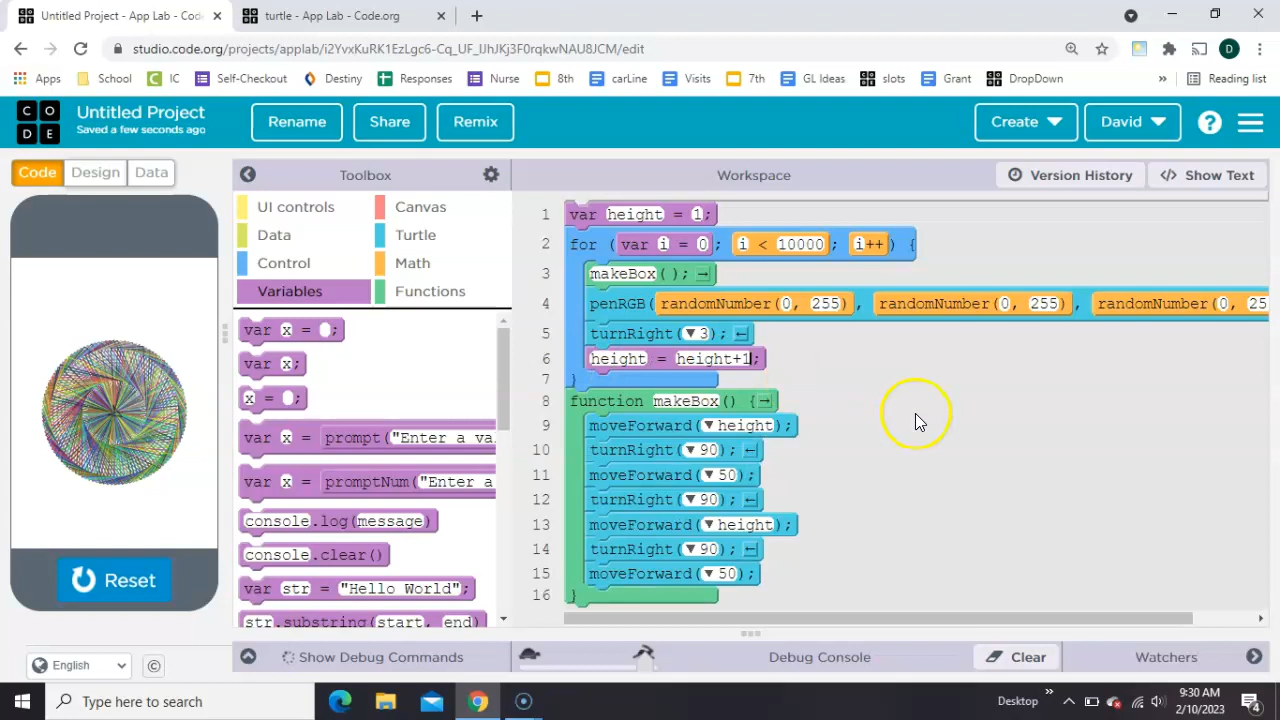 Untitled Project - App Lab - Code
turtle - App Lab - Code.org
studio.code.org/projects/applab/i2YvxKuRK1EzLgc6-Cq_UF_IJhJKj3F0rqkwNAU8JCM/edit
Apps School IC Self-Checkout Destiny Responses Nurse 8th carLine Visits 7th GL Ideas slots Grant DropDown » Reading list
C O D E
Untitled Project
Saved a few seconds ago
Rename Share Remix Create David ?
Code Design Data
Toolbox
Workspace
Version History
</> Show Text
UI controls Canvas
Data Turtle
Control Math
Variables Functions
var x = ;
var x;
x = ;
var x = prompt("Enter a va
var x = promptNum("Enter a
console.log(message)
console.clear()
var str = "Hello World";
str.substring(start, end)
1 var height = 1;
2 for (var i = 0; i < 10000; i++) {
3 makeBox();
4 penRGB(randomNumber(0, 255), randomNumber(0, 255), randomNumber(0, 25
5 turnRight(3);
6 height = height+1;
7 }
8 function makeBox() {
9 moveForward(height);
10 turnRight(90);
11 moveForward(50);
12 turnRight(90);
13 moveForward(height);
14 turnRight(90);
15 moveForward(50);
16 }
Reset
English ©
Show Debug Commands
Debug Console
Clear
Watchers
Type here to search
Desktop »
9:30 AM
2/10/2023
4